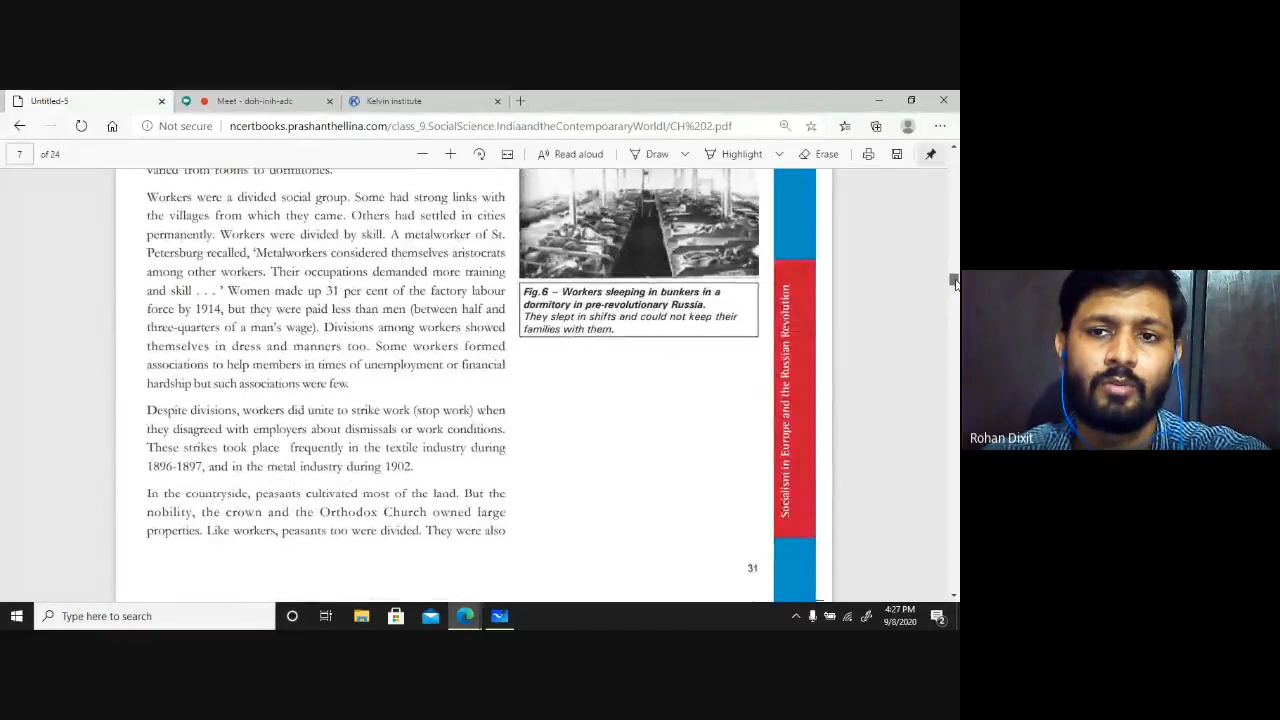 Untitled-5
Meet - doh-inih-adc
Kelvin institute
Not secure
ncertbooks.prashanthellina.com/class_9.SocialScience.IndiaandtheContempoararyWorldI/CH%202.pdf
7 of 24
Read aloud
Draw
Highlight
Erase
varied from rooms to dormitories.
Workers were a divided social group. Some had strong links with
the villages from which they came. Others had settled in cities
permanently. Workers were divided by skill. A metalworker of St.
Petersburg recalled, ‘Metalworkers considered themselves aristocrats
among other workers. Their occupations demanded more training
and skill . . . ’ Women made up 31 per cent of the factory labour
force by 1914, but they were paid less than men (between half and
three-quarters of a man’s wage). Divisions among workers showed
themselves in dress and manners too. Some workers formed
associations to help members in times of unemployment or financial
hardship but such associations were few.
Despite divisions, workers did unite to strike work (stop work) when
they disagreed with employers about dismissals or work conditions.
These strikes took place frequently in the textile industry during
1896-1897, and in the metal industry during 1902.
In the countryside, peasants cultivated most of the land. But the
nobility, the crown and the Orthodox Church owned large
properties. Like workers, peasants too were divided. They were also
Fig.6 – Workers sleeping in bunkers in a
dormitory in pre-revolutionary Russia.
They slept in shifts and could not keep their
families with them.
Socialism in Europe and the Russian Revolution
31
Rohan Dixit
Type here to search
4:27 PM
9/8/2020
2